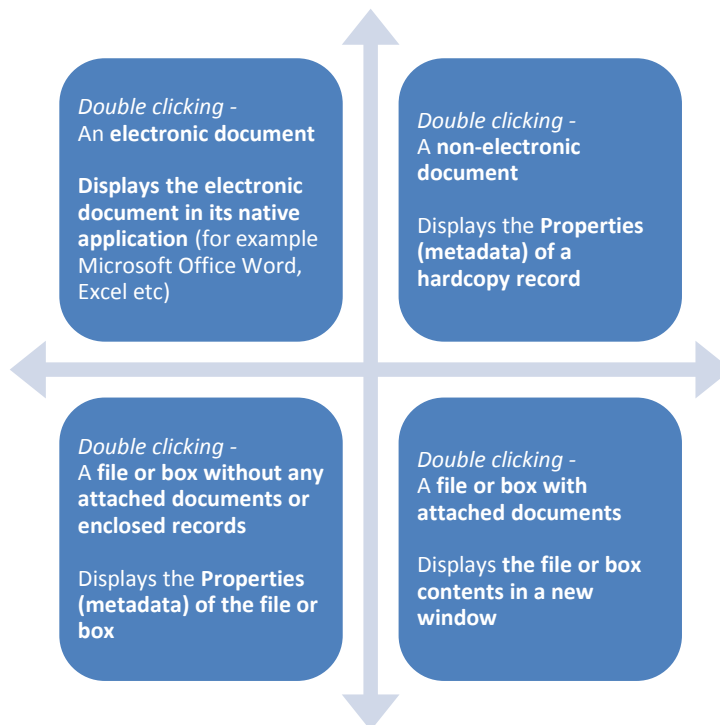 Double clicking -
An electronic document
Displays the electronic
document in its native
application (for example
Microsoft Office Word,
Excel etc)
Double clicking -
A non-electronic
document
Displays the Properties
(metadata) of a
hardcopy record
Double clicking -
A file or box without any
attached documents or
enclosed records
Displays the Properties
(metadata) of the file or
box
Double clicking -
A file or box with
attached documents
Displays the file or box
contents in a new
window